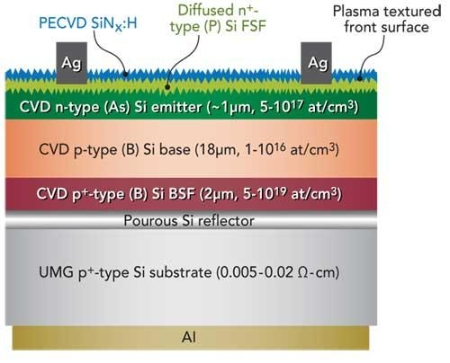 PECVD SiNx:H
Diffused n+-
type (P) Si FSF
Plasma textured
front surface
Ag
Ag
CVD n-type (As) Si emitter (~1µm, 5-10¹⁷ at/cm³)
CVD p-type (B) Si base (18µm, 1-10¹⁶ at/cm³)
CVD p⁺-type (B) Si BSF (2µm, 5-10¹⁹ at/cm³)
Pourous Si reflector
UMG p⁺-type Si substrate (0.005-0.02 Ω-cm)
Al